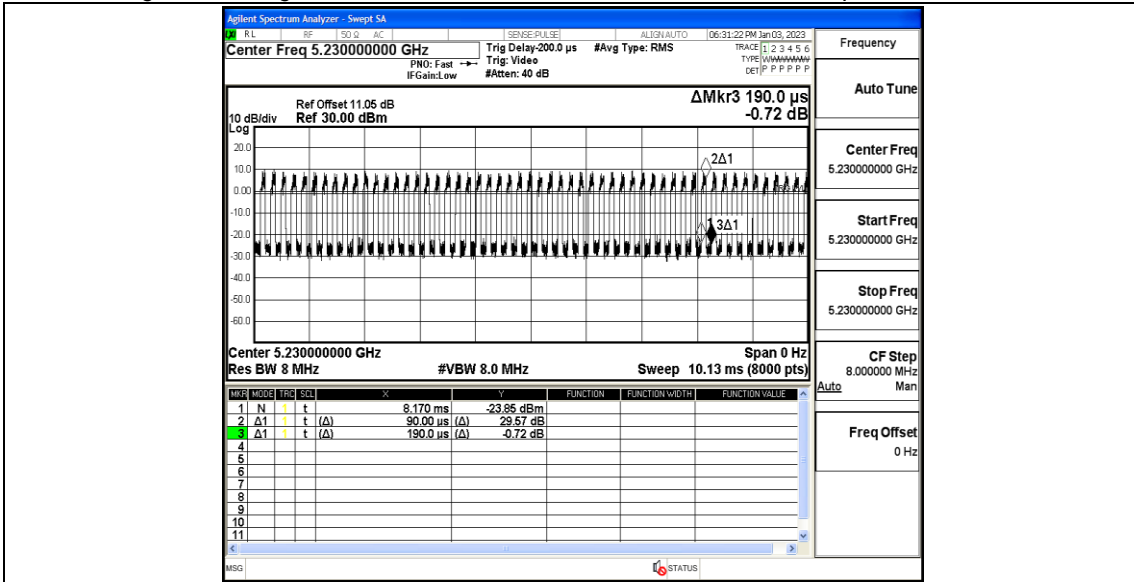 Agilent Spectrum Analyzer - Swept SA
RL RF 50 Ω AC SENSE:PULSE ALIGN AUTO 06:31:22 PM Jan 03, 2023
Center Freq 5.230000000 GHz
PNO: Fast
IFGain:Low
Trig Delay-200.0 µs
Trig: Video
#Atten: 40 dB
#Avg Type: RMS
TRACE 1 2 3 4 5 6
TYPE
DET P P P P P P
ΔMkr3 190.0 µs
-0.72 dB
Ref Offset 11.05 dB
10 dB/div Ref 30.00 dBm
Log
20.0
10.0
0.00
-10.0
-20.0
-30.0
-40.0
-50.0
-60.0
2Δ1
1 3Δ1
Center 5.230000000 GHz Span 0 Hz
Res BW 8 MHz #VBW 8.0 MHz Sweep 10.13 ms (8000 pts)
MKR MODE TRC SCL X Y FUNCTION FUNCTION WIDTH FUNCTION VALUE
1 N 1 t 8.170 ms -23.85 dBm
2 Δ1 1 t (Δ) 90.00 µs (Δ) 29.57 dB
3 Δ1 1 t (Δ) 190.0 µs (Δ) -0.72 dB
4
5
6
7
8
9
10
11
MSG STATUS
Frequency
Auto Tune
Center Freq
5.230000000 GHz
Start Freq
5.230000000 GHz
Stop Freq
5.230000000 GHz
CF Step
8.000000 MHz
Auto Man
Freq Offset
0 Hz